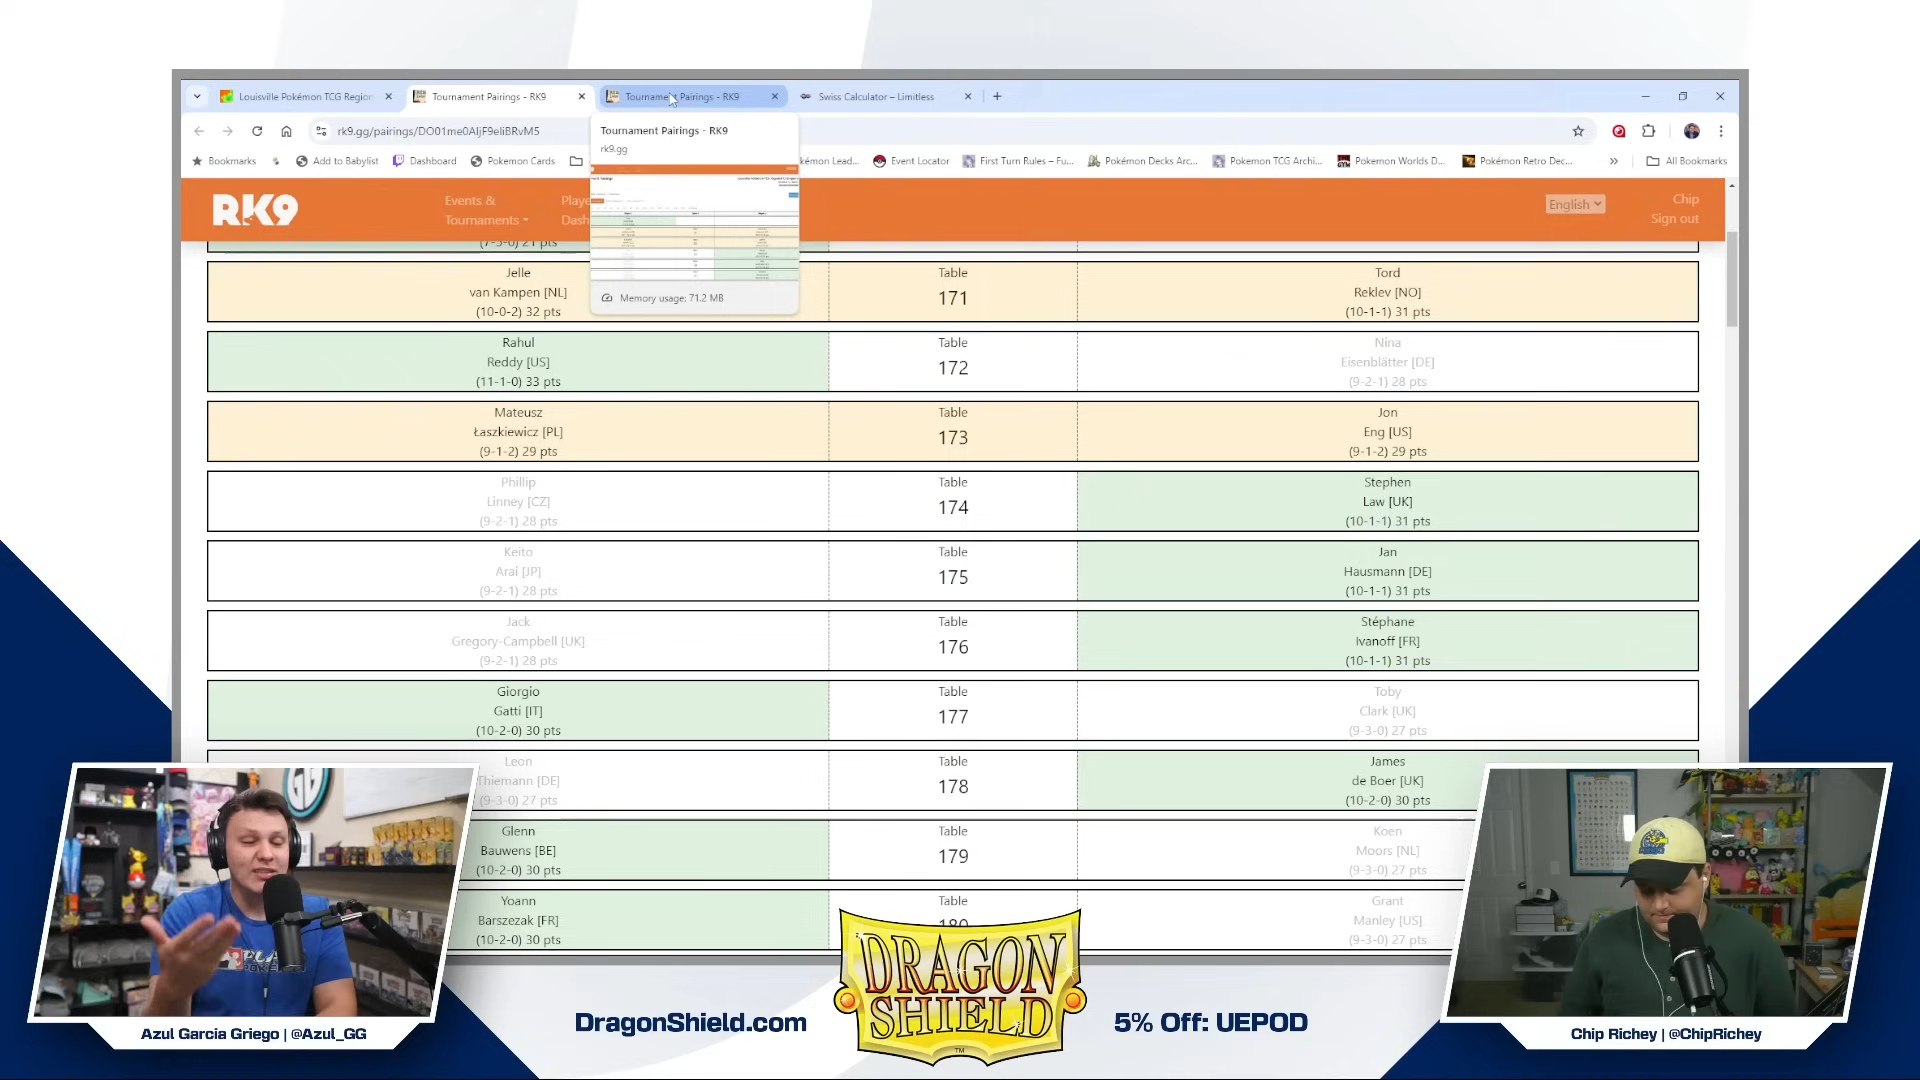 Louisville Pokémon TCG Region
Tournament Pairings - RK9
Tournament Pairings - RK9
Swiss Calculator – Limitless
rk9.gg/pairings/DO01me0AIjF9eIiBRvM5
Bookmarks
Add to Babylist
Dashboard
Pokemon Cards
Tournament Pairings - RK9
rk9.gg
Memory usage: 71.2 MB
kémon Lead...
Event Locator
First Turn Rules – Fu...
Pokémon Decks Arc...
Pokemon TCG Archi...
Pokemon Worlds D...
Pokémon Retro Dec...
»
All Bookmarks
RK9
Events &
Tournaments
Playe
Dash
English
Chip
Sign out
(7-3-0) 21 pts
Jelle
van Kampen [NL]
(10-0-2) 32 pts
Table
171
Tord
Reklev [NO]
(10-1-1) 31 pts
Rahul
Reddy [US]
(11-1-0) 33 pts
Table
172
Nina
Eisenblätter [DE]
(9-2-1) 28 pts
Mateusz
Łaszkiewicz [PL]
(9-1-2) 29 pts
Table
173
Jon
Eng [US]
(9-1-2) 29 pts
Phillip
Linney [CZ]
(9-2-1) 28 pts
Table
174
Stephen
Law [UK]
(10-1-1) 31 pts
Keito
Arai [JP]
(9-2-1) 28 pts
Table
175
Jan
Hausmann [DE]
(10-1-1) 31 pts
Jack
Gregory-Campbell [UK]
(9-2-1) 28 pts
Table
176
Stéphane
Ivanoff [FR]
(10-1-1) 31 pts
Giorgio
Gatti [IT]
(10-2-0) 30 pts
Table
177
Toby
Clark [UK]
(9-3-0) 27 pts
Leon
Thiemann [DE]
(9-3-0) 27 pts
Table
178
James
de Boer [UK]
(10-2-0) 30 pts
Glenn
Bauwens [BE]
(10-2-0) 30 pts
Table
179
Koen
Moors [NL]
(9-3-0) 27 pts
Yoann
Barszezak [FR]
(10-2-0) 30 pts
Table
180
Grant
Manley [US]
(9-3-0) 27 pts
Azul Garcia Griego | @Azul_GG
DragonShield.com
DRAGON
SHIELD
TM
5% Off: UEPOD
Chip Richey | @ChipRichey